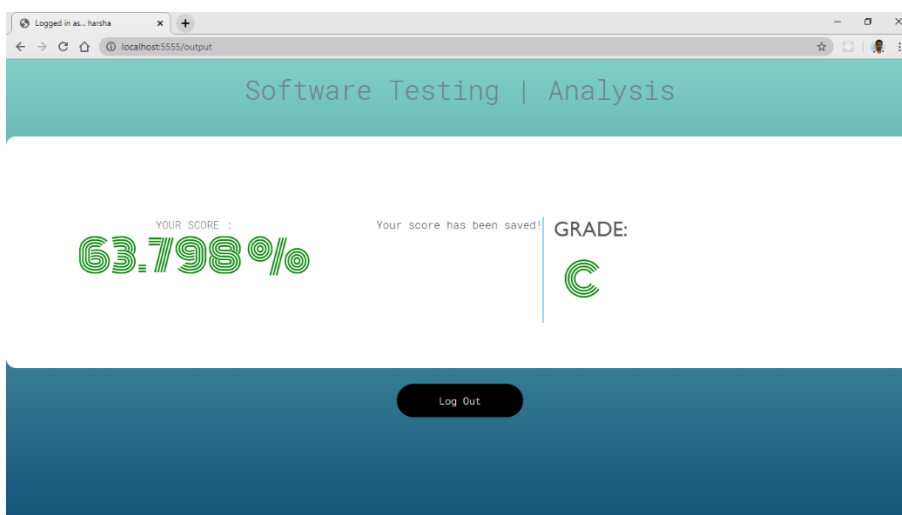 Logged in as... harsha
localhost:5555/output
Software Testing | Analysis
YOUR SCORE :
63.798%
Your score has been saved!
GRADE:
C
Log Out